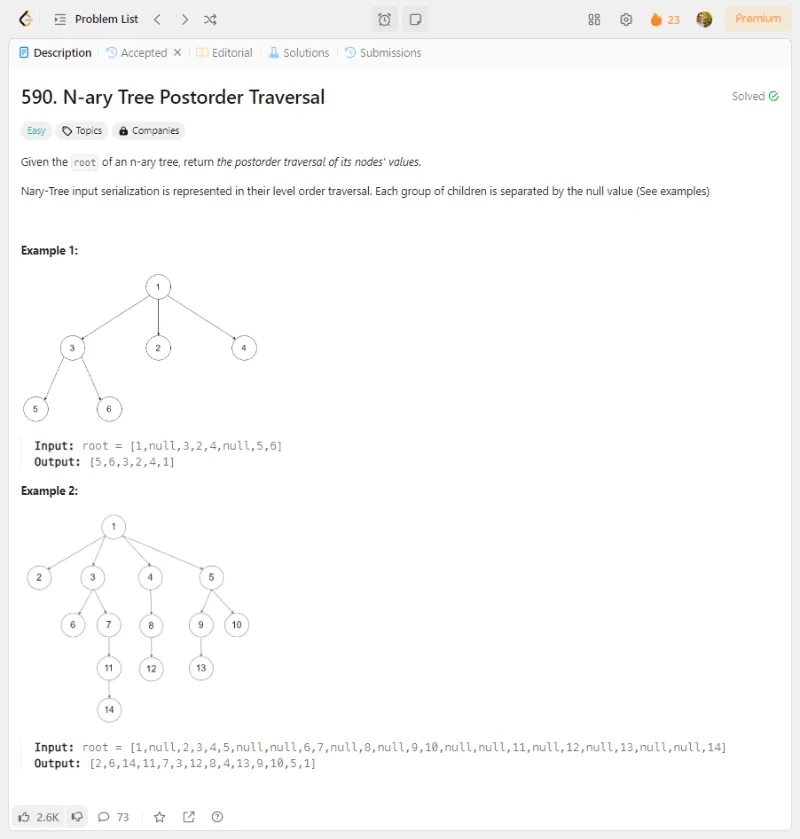 Problem List
23
Premium
Description
Accepted
Editorial
Solutions
Submissions
590. N-ary Tree Postorder Traversal
Solved
Easy
Topics
Companies
Given the root of an n-ary tree, return the postorder traversal of its nodes' values.
Nary-Tree input serialization is represented in their level order traversal. Each group of children is separated by the null value (See examples)
Example 1:
1
3 2 4
5 6
Input: root = [1,null,3,2,4,null,5,6]
Output: [5,6,3,2,4,1]
Example 2:
1
2 3 4 5
6 7 8 9 10
11 12 13
14
Input: root = [1,null,2,3,4,5,null,null,6,7,null,8,null,9,10,null,null,11,null,12,null,13,null,null,14]
Output: [2,6,14,11,7,3,12,8,4,13,9,10,5,1]
2.6K
73